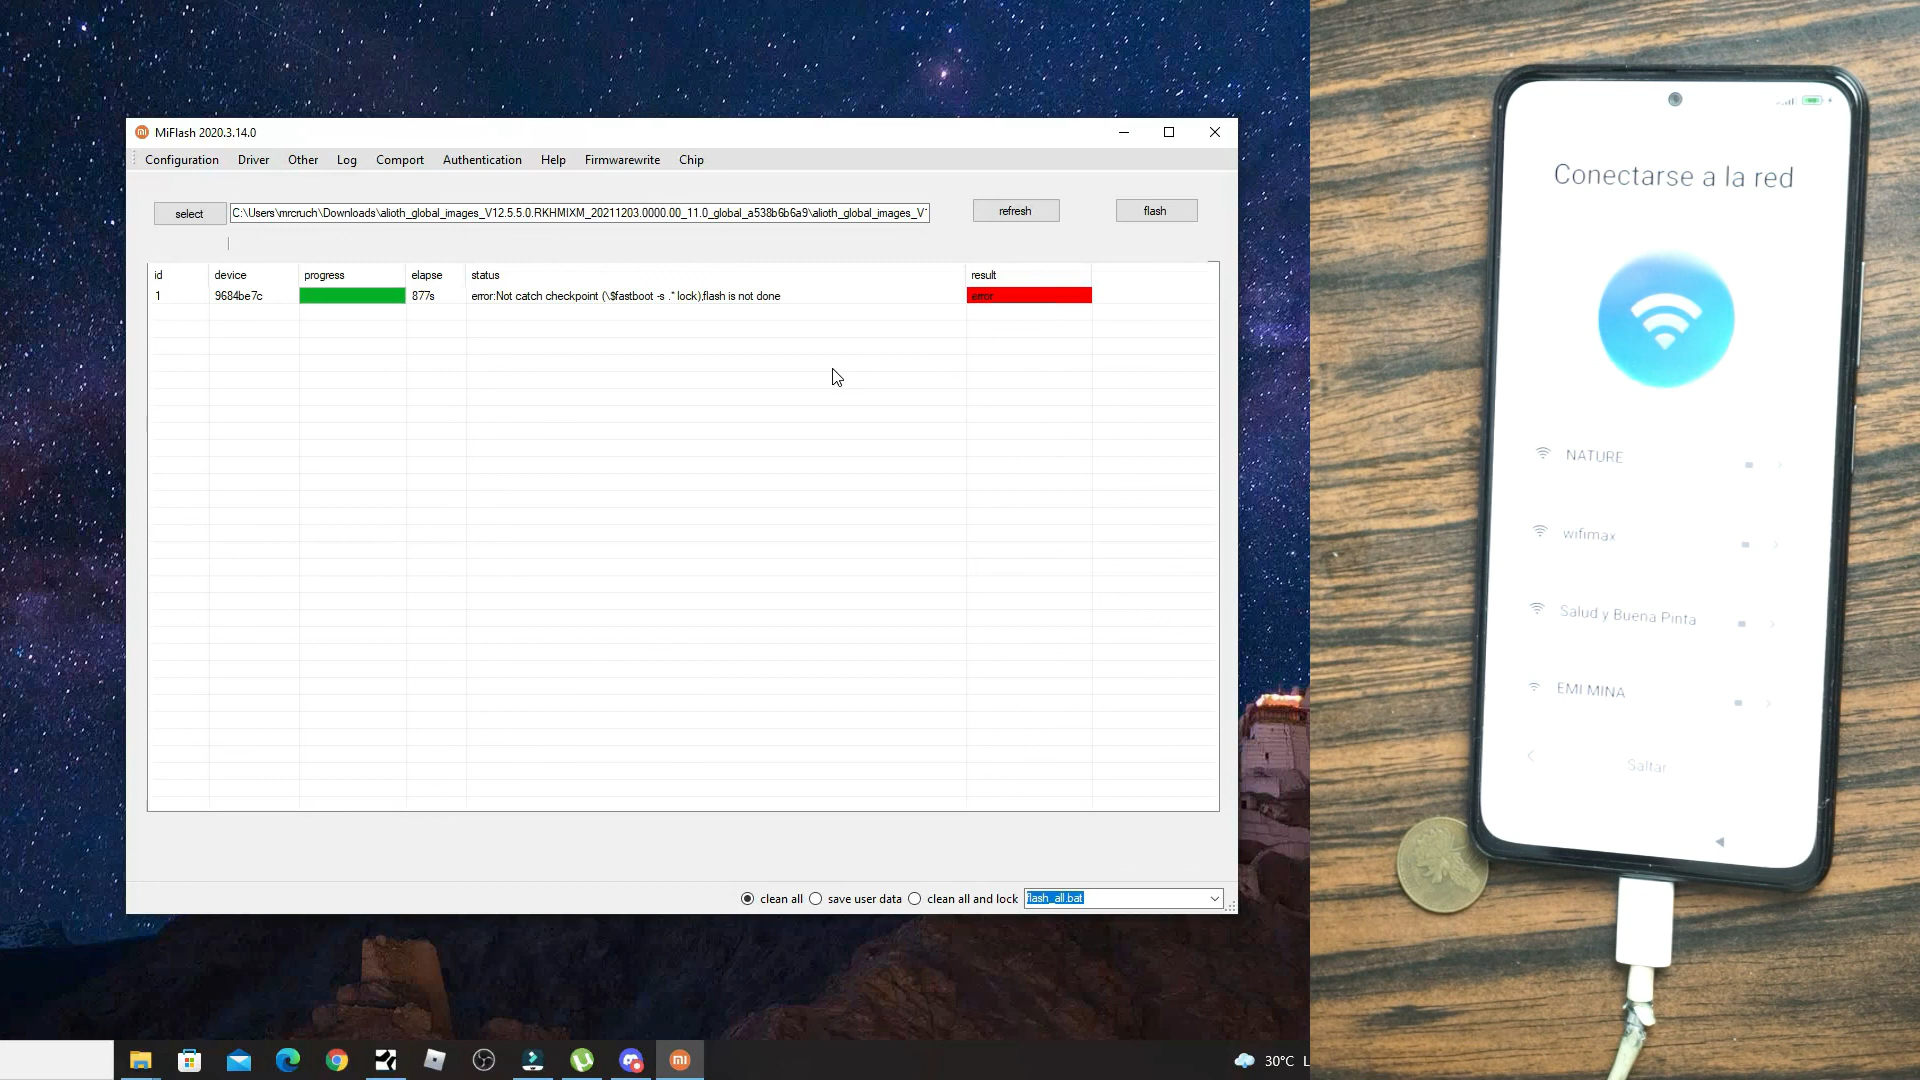 MiFlash 2020.3.14.0
Configuration Driver Other Log Comport Authentication Help Firmwarewrite Chip
select C:\Users\mrcruch\Downloads\alioth_global_images_V12.5.5.0.RKHMIXM_20211203.0000.00_11.0_global_a538b6b6a9\alioth_global_images_V refresh flash
id device progress elapse status result
1 9684be7c 877s error:Not catch checkpoint (\$fastboot -s .* lock),flash is not done error
clean all save user data clean all and lock flash_all.bat
30°C L
Conectarse a la red
NATURE
wifimax
Salud y Buena Pinta
EMI MINA
Saltar